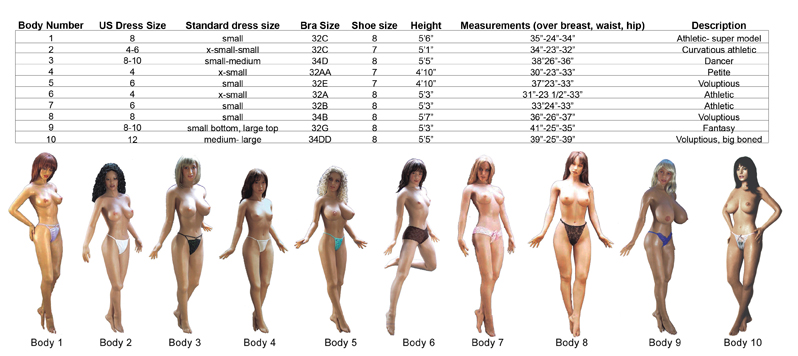 Body Number US Dress Size Standard dress size Bra Size Shoe size Height Measurements (over breast, waist, hip) Description
1 8 small 32C 8 5'6" 35"-24"-34" Athletic- super model
2 4-6 x-small-small 32C 7 5'1" 34"-23"-32" Curvatious athletic
3 8-10 small-medium 34D 8 5'5" 38"26"-36" Dancer
4 4 x-small 32AA 7 4'10" 30"-23"-33" Petite
5 6 small 32E 7 4'10" 37"23"-33" Voluptious
6 4 x-small 32A 8 5'3" 31"-23 1/2"-33" Athletic
7 6 small 32B 8 5'3" 33"24"-33" Athletic
8 8 small 34B 8 5'7" 36"-26"-37" Voluptious
9 8-10 small bottom, large top 32G 8 5'3" 41"-25"-35" Fantasy
10 12 medium- large 34DD 8 5'5" 39"-25"-39" Voluptious, big boned
Body 1 Body 2 Body 3 Body 4 Body 5 Body 6 Body 7 Body 8 Body 9 Body 10